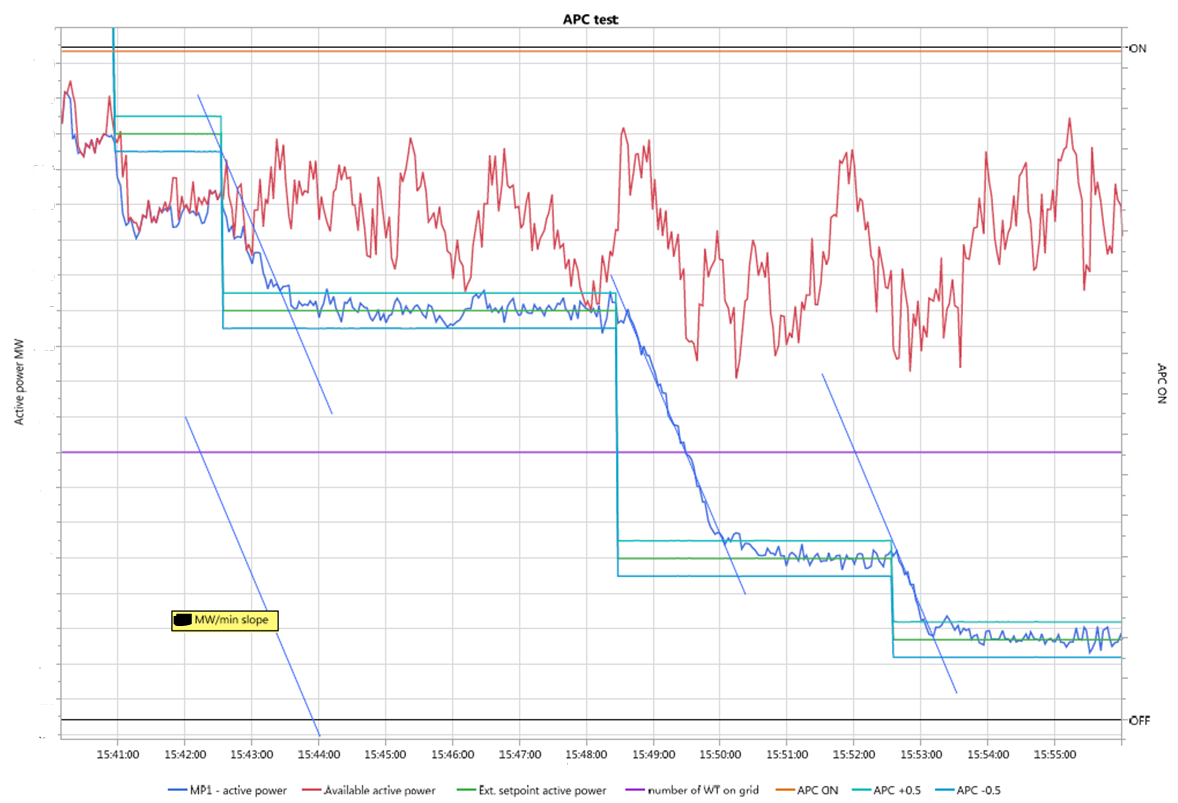 APC test
ON
Active power MW
APC ON
MW/min slope
OFF
15:41:00 15:42:00 15:43:00 15:44:00 15:45:00 15:46:00 15:47:00 15:48:00 15:49:00 15:50:00 15:51:00 15:52:00 15:53:00 15:54:00 15:55:00
MP1 - active power Available active power Ext. setpoint active power number of WT on grid APC ON APC +0.5 APC -0.5